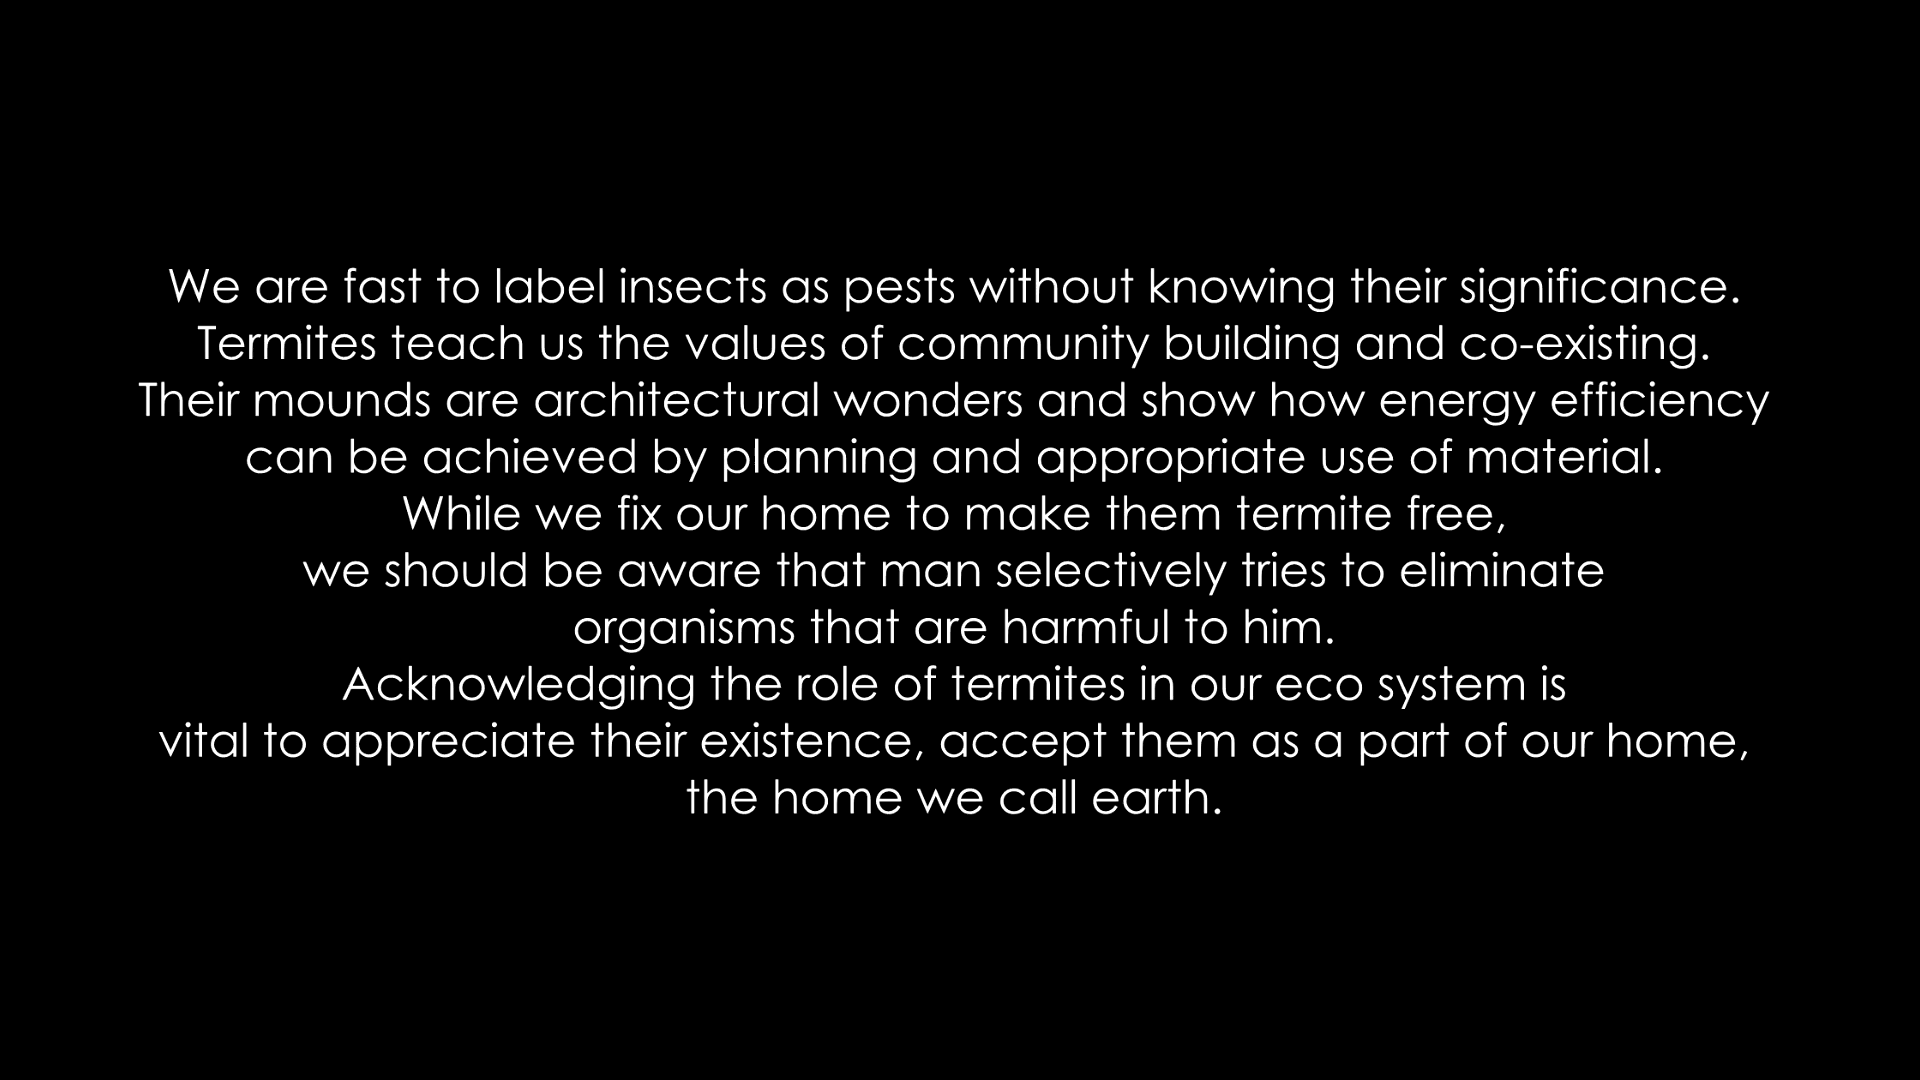 We are fast to label insects as pests without knowing their significance.
Termites teach us the values of community building and co-existing.
Their mounds are architectural wonders and show how energy efficiency
can be achieved by planning and appropriate use of material.
While we fix our home to make them termite free,
we should be aware that man selectively tries to eliminate
organisms that are harmful to him.
Acknowledging the role of termites in our eco system is
vital to appreciate their existence, accept them as a part of our home,
the home we call earth.